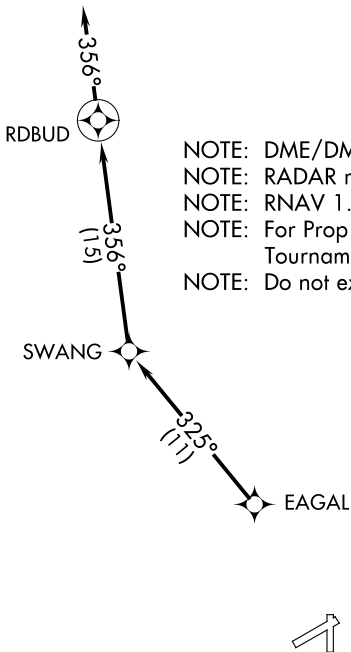 356°
RDBUD
NOTE: DME/DM
NOTE: RADAR
NOTE: RNAV 1.
NOTE: For Prop
Tournam
NOTE: Do not ex
356°
(15)
SWANG
325°
(11)
EAGAL